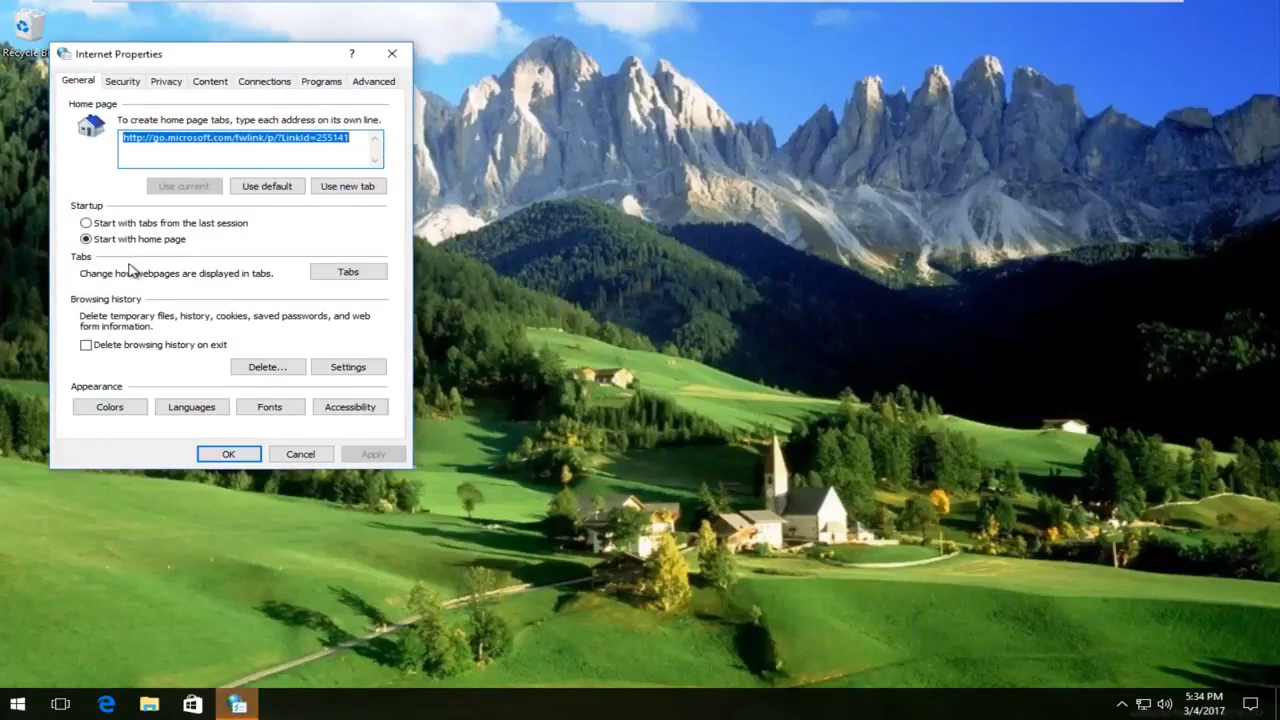 Recycle B
Internet Properties
?
General
Security
Privacy
Content
Connections
Programs
Advanced
Home page
To create home page tabs, type each address on its own line.
http://go.microsoft.com/fwlink/p/?LinkId=255141
Use current
Use default
Use new tab
Startup
Start with tabs from the last session
Start with home page
Tabs
Change how webpages are displayed in tabs.
Tabs
Browsing history
Delete temporary files, history, cookies, saved passwords, and web
form information.
Delete browsing history on exit
Delete...
Settings
Appearance
Colors
Languages
Fonts
Accessibility
OK
Cancel
Apply
5:34 PM
3/4/2017